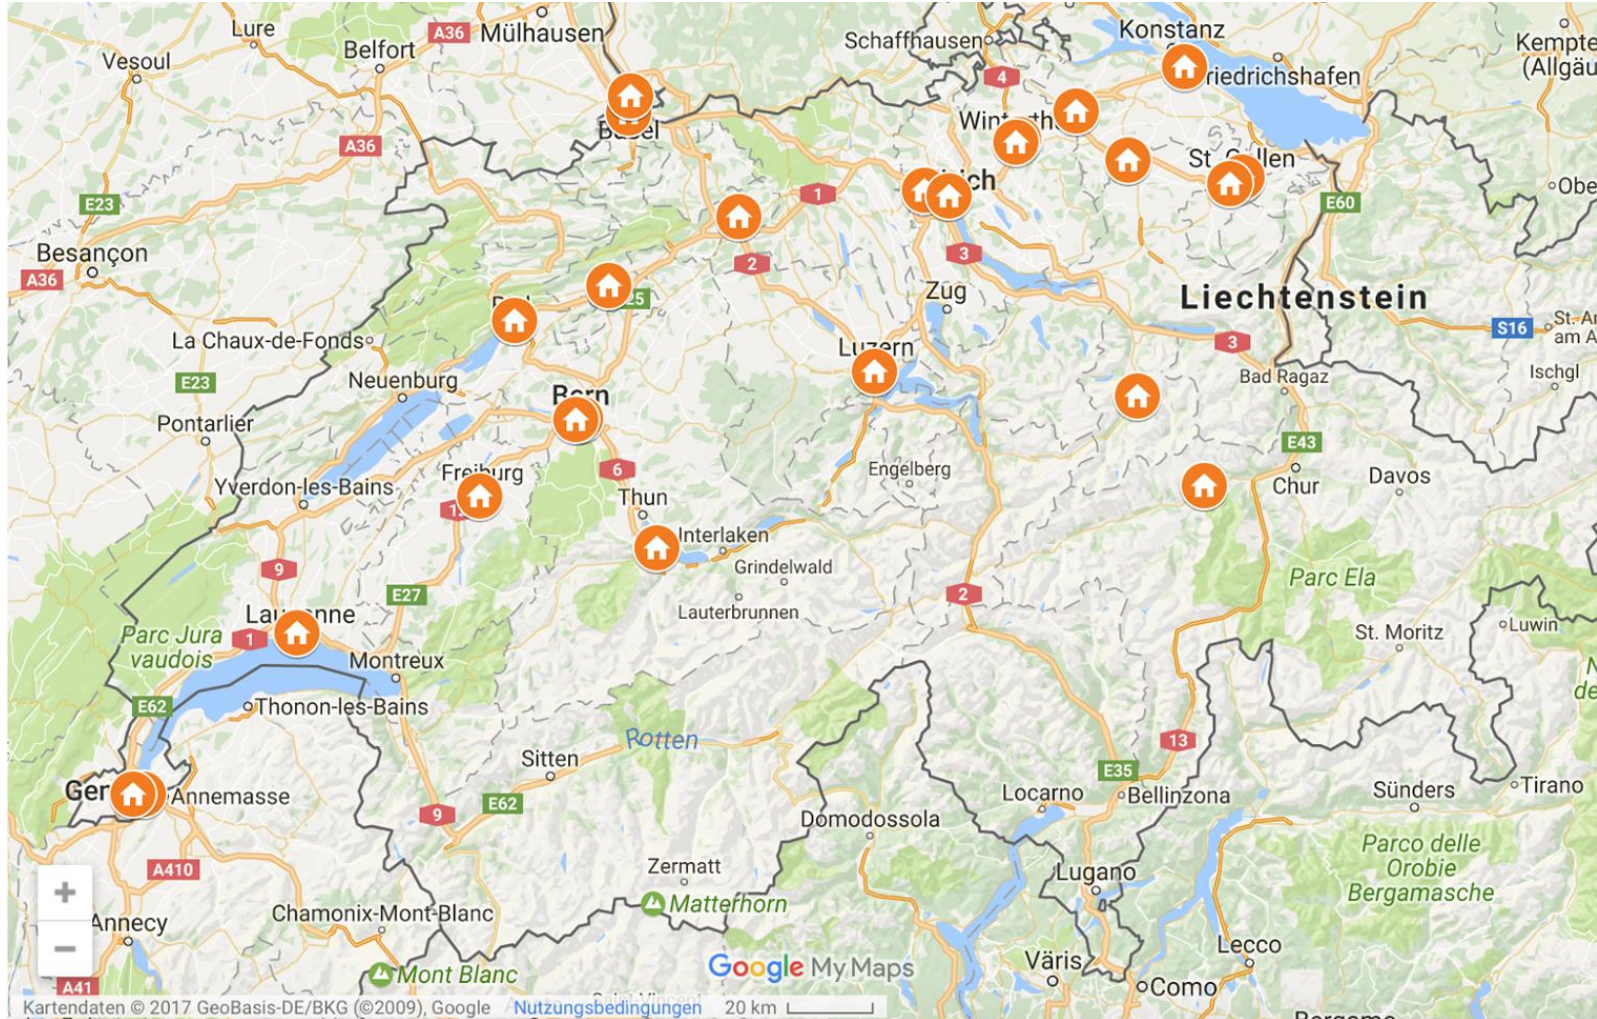 Lure
A36
Mülhausen
Konstanz
Schaffhausen
Kempte
(Allgäu
Vesoul
Belfort
4
riedrichshafen
A36
E23
1
St.
E60
Obe
Besançon
A36
2
3
Zug
Liechtenstein
S16
St. Ar
am A
La Chaux-de-Fonds
Luzern
3
E23
Neuenburg
Bad Ragaz
Ischgl
Pontarlier
Bern
E43
Freiburg
6
Engelberg
Davos
Yverdon-les-Bains
Thun
Chur
Interlaken
9
Grindelwald
Parc Ela
E27
2
Lauterbrunnen
Luwin
Parc Jura
vaudois
1
St. Moritz
Montreux
E62
Thonon-les-Bains
Rotten
13
Sitten
E35
Annemasse
E62
Locarno
Bellinzona
Sünders
Tirano
9
Domodossola
Parco delle
Orobie
Bergamasche
A410
Zermatt
Lugano
+
Matterhorn
Chamonix-Mont-Blanc
Annecy
−
Lecco
Väris
Google My Maps
Mont Blanc
A41
Como
Kartendaten © 2017 GeoBasis-DE/BKG (©2009), Google Nutzungsbedingungen 20 km